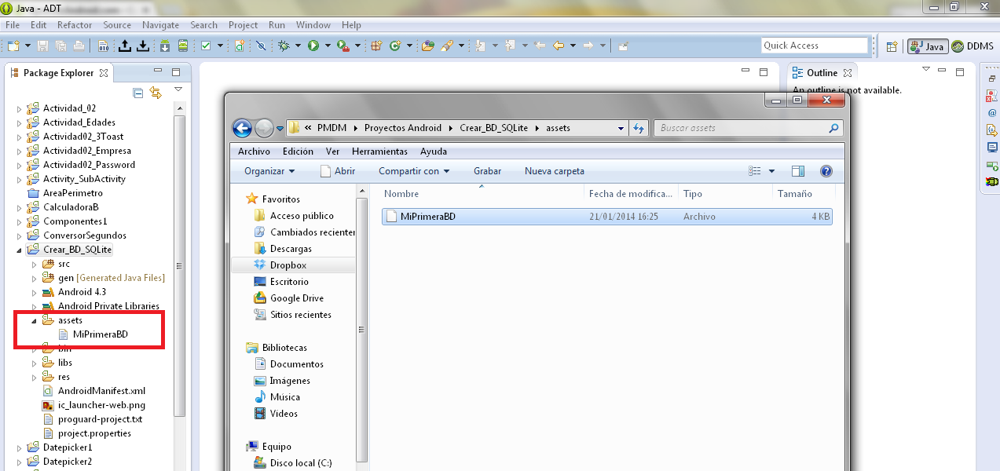 Java - ADT
File Edit Refactor Source Navigate Search Project Run Window Help
Quick Access
Java
DDMS
Package Explorer
Actividad_02
Actividad_Edades
Actividad02_3Toast
Actividad02_Empresa
Actividad02_Password
Activity_SubActivity
AreaPerimetro
CalculadoraB
Componentes1
ConversorSegundos
Crear_BD_SQLite
src
gen [Generated Java Files]
Android 4.3
Android Private Libraries
assets
MiPrimeraBD
bin
libs
res
AndroidManifest.xml
ic_launcher-web.png
proguard-project.txt
project.properties
Datepicker1
Datepicker2
Outline
An outline is not available.
« PMDM Proyectos Android Crear_BD_SQLite assets
Buscar assets
Archivo Edición Ver Herramientas Ayuda
Organizar Abrir Compartir con Grabar Nueva carpeta
Favoritos
Acceso público
Cambiados recienter
Descargas
Dropbox
Escritorio
Google Drive
Sitios recientes
Bibliotecas
Documentos
Imágenes
Música
Vídeos
Equipo
Disco local (C:)
Nombre Fecha de modifica... Tipo Tamaño
MiPrimeraBD 21/01/2014 16:25 Archivo 4 KB